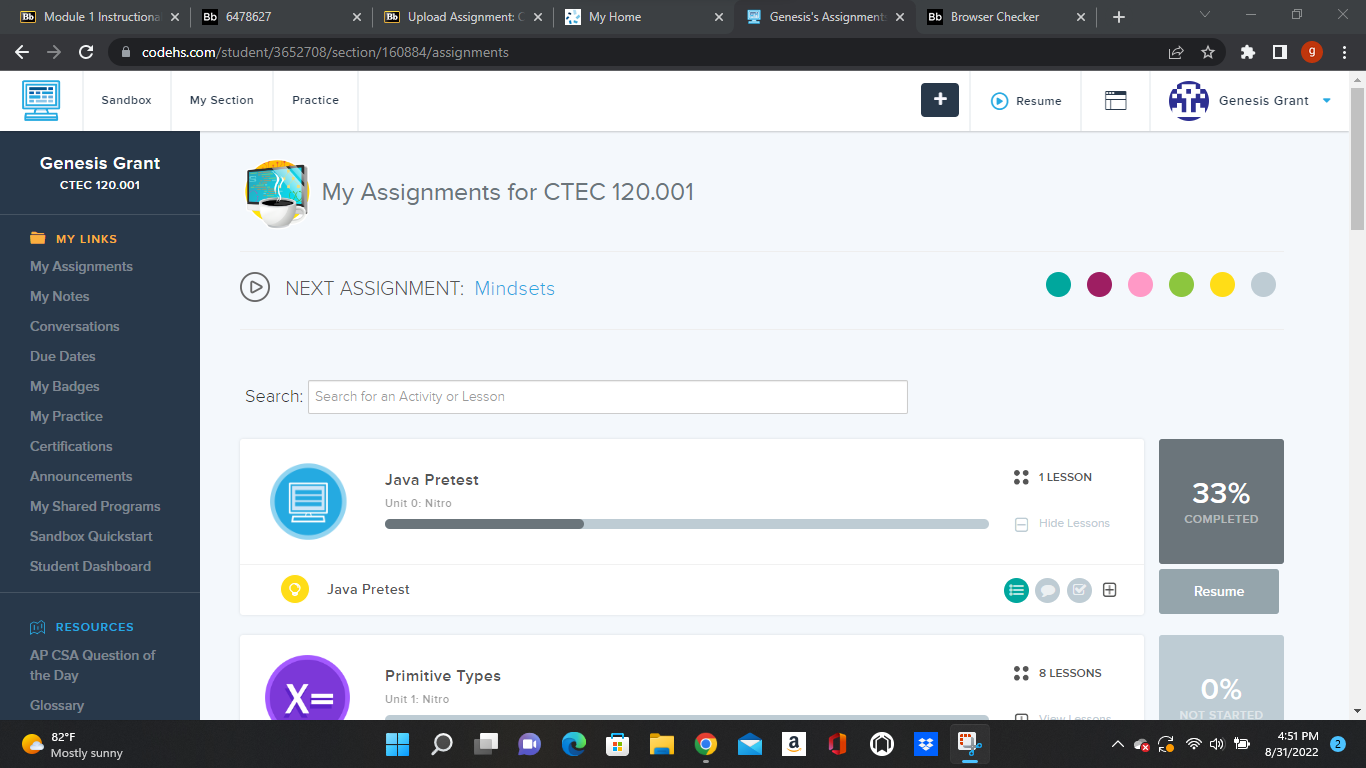 Module 1 Instructiona
Bb 6478627
Bb Upload Assignment: C
My Home
Genesis's Assignments
Bb Browser Checker
codehs.com/student/3652708/section/160884/assignments
g
Sandbox
My Section
Practice
+
Resume
Genesis Grant
Genesis Grant
CTEC 120.001
MY LINKS
My Assignments
My Notes
Conversations
Due Dates
My Badges
My Practice
Certifications
Announcements
My Shared Programs
Sandbox Quickstart
Student Dashboard
RESOURCES
AP CSA Question of
the Day
Glossary
My Assignments for CTEC 120.001
NEXT ASSIGNMENT: Mindsets
Search: Search for an Activity or Lesson
Java Pretest
Unit 0: Nitro
1 LESSON
Hide Lessons
33%
COMPLETED
Java Pretest
Resume
X=
Primitive Types
Unit 1: Nitro
8 LESSONS
View Lessons
0%
NOT STARTED
82°F
Mostly sunny
a
4:51 PM
8/31/2022
2